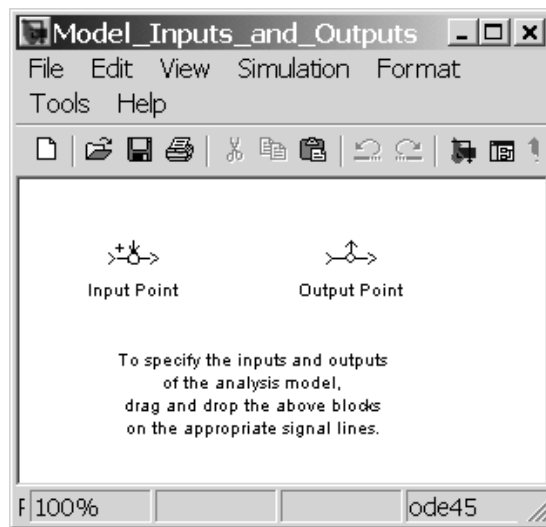 Model_Inputs_and_Outputs
File Edit View Simulation Format
Tools Help
Input Point Output Point
To specify the inputs and outputs
of the analysis model,
drag and drop the above blocks
on the appropriate signal lines.
F 100% ode45